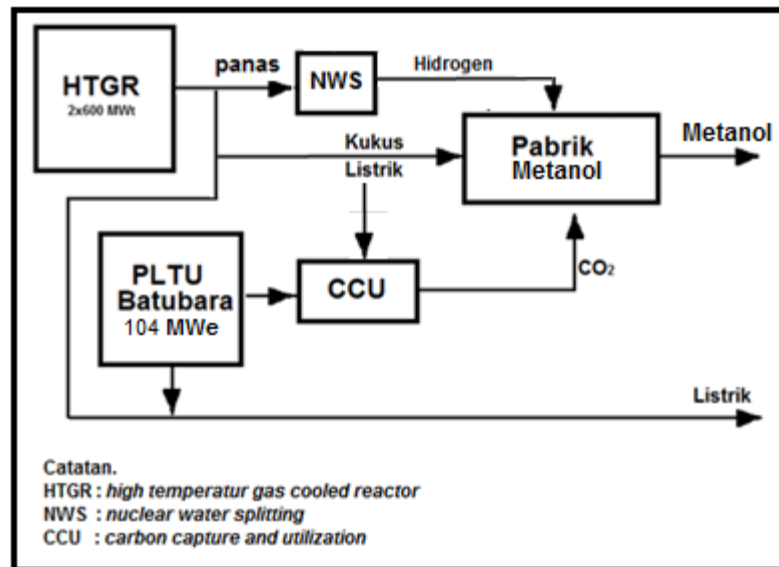 HTGR
2x600 MWt
panas
NWS
Hidrogen
Kukus
Listrik
Pabrik
Metanol
Metanol
PLTU
Batubara
104 MWe
CCU
CO₂
Listrik
Catatan.
HTGR : high temperatur gas cooled reactor
NWS : nuclear water splitting
CCU : carbon capture and utilization